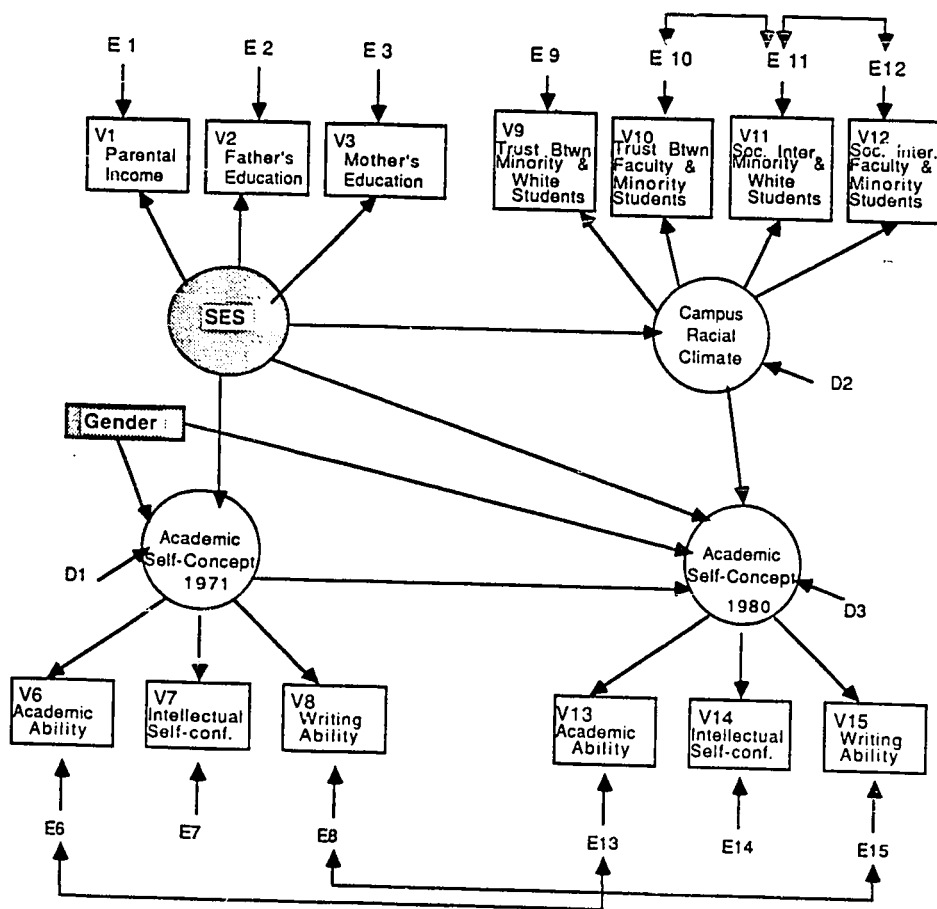 E 1
E 2
E 3
E 9
E 10
E 11
E12
V1
Parental
Income
V2
Father's
Education
V3
Mother's
Education
V9
Trust Btwn
Minority &
White
Students
V10
Trust Btwn
Faculty &
Minority
Students
V11
Soc. Inter.
Minority &
White
Students
V12
Soc. inter.
Faculty &
Minority
Students
SES
Campus
Racial
Climate
D2
Gender
Academic
Self-Concept
1971
D1
Academic
Self-Concept
1980
D3
V6
Academic
Ability
V7
Intellectual
Self-conf.
V8
Writing
Ability
V13
Academic
Ability
V14
Intellectual
Self-conf.
V15
Writing
Ability
E6
E7
E8
E13
E14
E15